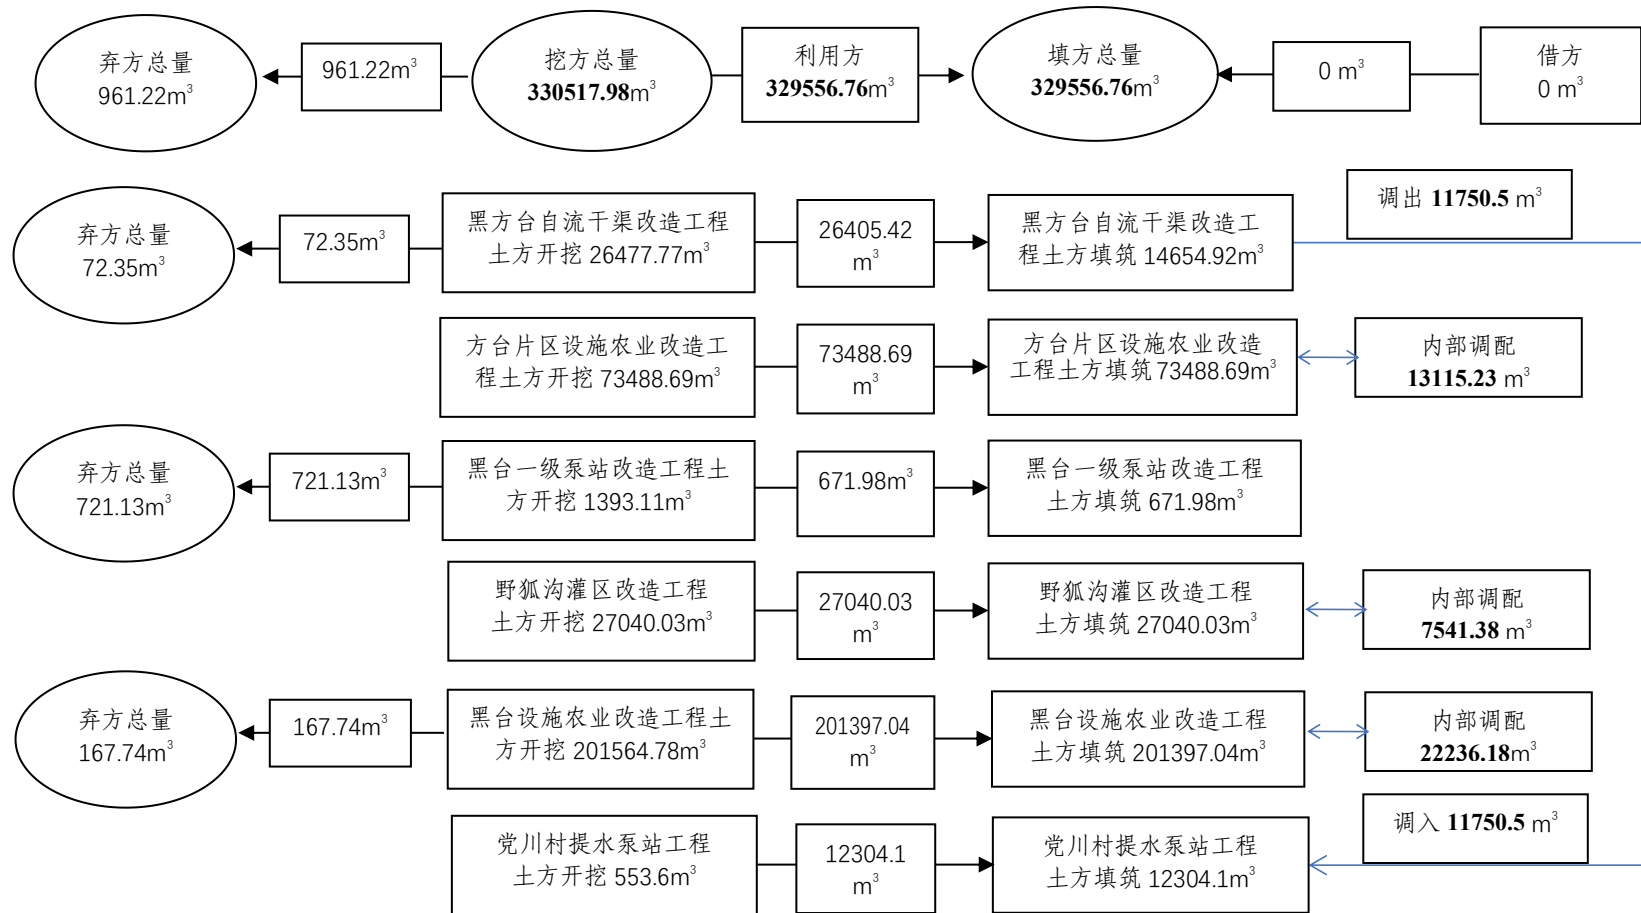 弃方总量
961.22m³
961.22m³
挖方总量
330517.98m³
利用方
329556.76m³
填方总量
329556.76m³
0 m³
借方
0 m³
弃方总量
72.35m³
72.35m³
黑方台自流干渠改造工程
土方开挖 26477.77m³
26405.42
m³
黑方台自流干渠改造工
程土方填筑 14654.92m³
调出 11750.5 m³
方台片区设施农业改造工
程土方开挖 73488.69m³
73488.69
m³
方台片区设施农业改造
工程土方填筑 73488.69m³
内部调配
13115.23 m³
弃方总量
721.13m³
721.13m³
黑台一级泵站改造工程土
方开挖 1393.11m³
671.98m³
黑台一级泵站改造工程
土方填筑 671.98m³
野狐沟灌区改造工程
土方开挖 27040.03m³
27040.03
m³
野狐沟灌区改造工程
土方填筑 27040.03m³
内部调配
7541.38 m³
弃方总量
167.74m³
167.74m³
黑台设施农业改造工程土
方开挖 201564.78m³
201397.04
m³
黑台设施农业改造工程
土方填筑 201397.04m³
内部调配
22236.18m³
党川村提水泵站工程
土方开挖 553.6m³
12304.1
m³
党川村提水泵站工程
土方填筑 12304.1m³
调入 11750.5 m³